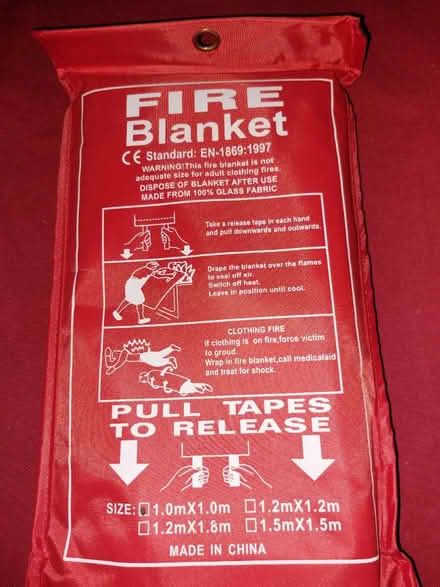 FIRE
Blanket
CE Standard: EN-1869:1997
WARNING!This fire blanket is not
adequate size for adult clothing fires.
DISPOSE OF BLANKET AFTER USE
MADE FROM 100% GLASS FABRIC
Take a release taps in each hand
and pull downwards and outwards.
Drape the blanket over the flames
to seal off air.
Switch off heat.
Leave in position until cool.
CLOTHING FIRE
if clothing is on fire,force victim
to groud.
Wrap in fire blanket,call medicalaid
and treat for shock.
PULL TAPES
TO RELEASE
SIZE: 1.0mX1.0m 1.2mX1.2m
1.2mX1.8m 1.5mX1.5m
MADE IN CHINA